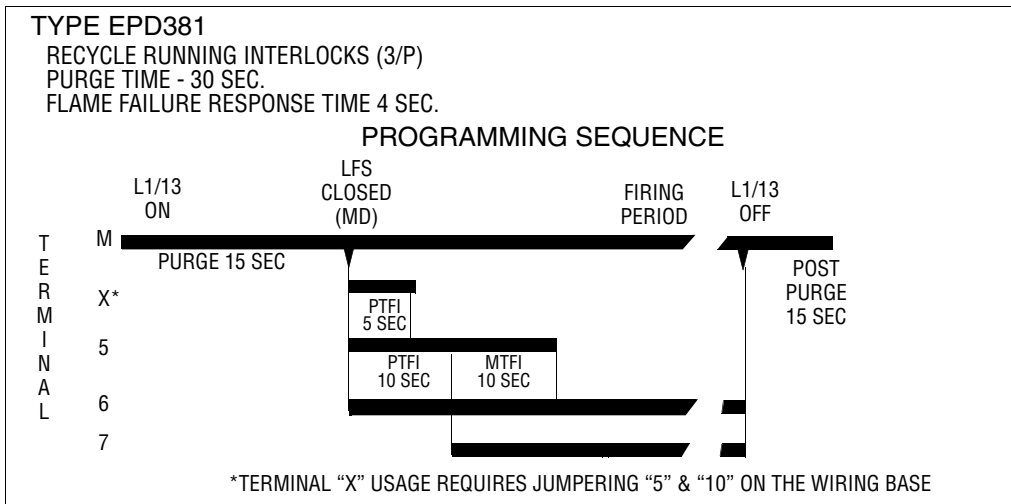 TYPE EPD381
RECYCLE RUNNING INTERLOCKS (3/P)
PURGE TIME - 30 SEC.
FLAME FAILURE RESPONSE TIME 4 SEC.
PROGRAMMING SEQUENCE
L1/13
ON
LFS
CLOSED
(MD)
FIRING
PERIOD
L1/13
OFF
TERMINAL
M
PURGE 15 SEC
POST
PURGE
15 SEC
X*
PTFI
5 SEC
5
PTFI
10 SEC
MTFI
10 SEC
6
7
*TERMINAL “X” USAGE REQUIRES JUMPERING “5” & “10” ON THE WIRING BASE